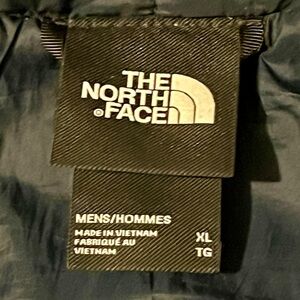 THE
NORTH
®FACE
MENS/HOMMES
MADE IN VIETNAM XL
FABRIQUÉ AU TG
VIETNAM